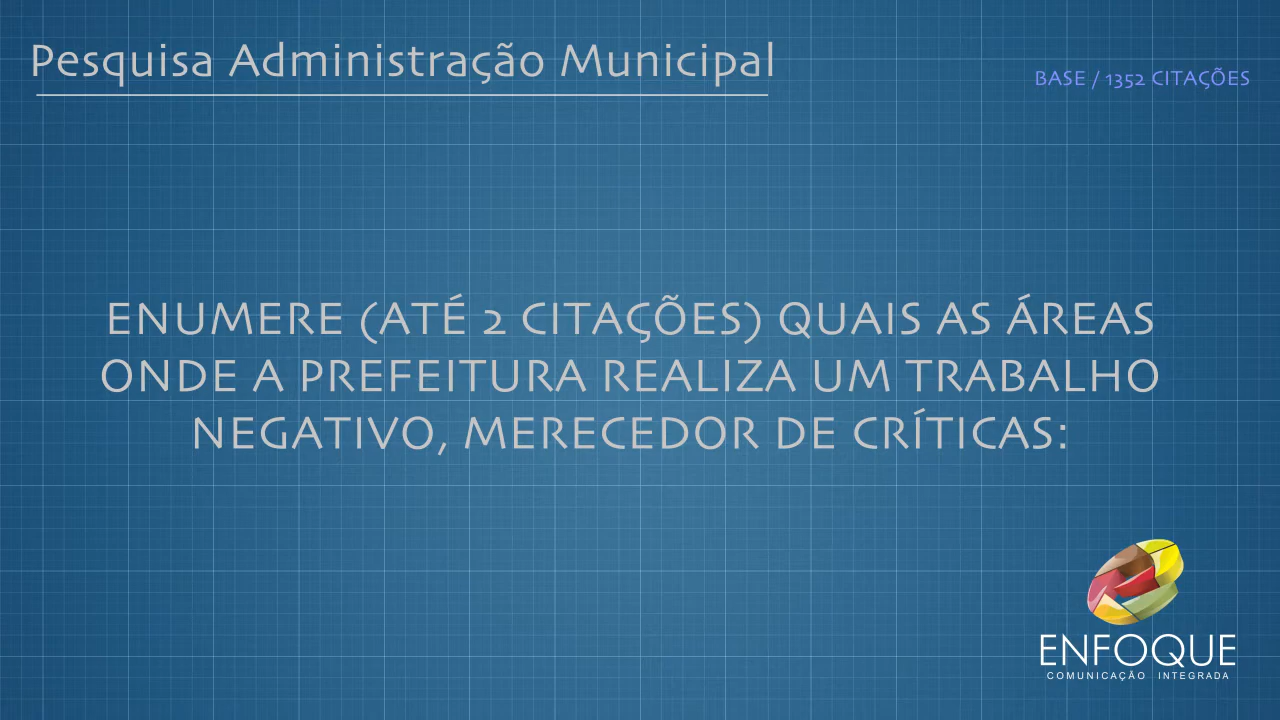 Pesquisa Administração Municipal
BASE / 1352 CITAÇÕES
ENUMERE (ATÉ 2 CITAÇÕES) QUAIS AS ÁREAS
ONDE A PREFEITURA REALIZA UM TRABALHO
NEGATIVO, MERECEDOR DE CRÍTICAS:
ENFOQUE
COMUNICAÇÃO INTEGRADA